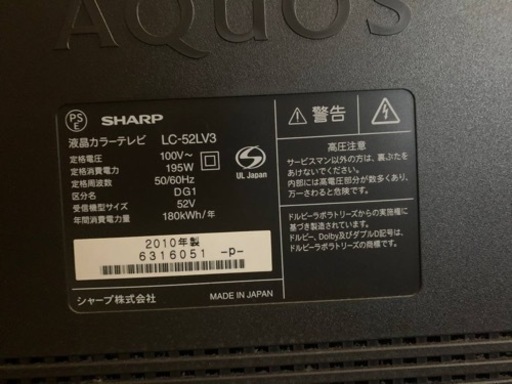 AQUOS
PSE
SHARP
液晶カラーテレビ LC-52LV3
定格電圧 100V～
定格消費電力 195W
定格周波数 50/60Hz
区分名 DG1
受信機型サイズ 52V
年間消費電力量 180kWh/年
2010年製
6316051 -p-
シャープ株式会社 MADE IN JAPAN
UL Japan
警告
高圧注意
サービスマン以外の方は、裏ぶたを
あけないでください。
内部には高電圧部分が数多く、
万一さわると危険です。
ドルビーラボラトリーズからの実施権に
基づき製造されています。
ドルビー、Dolby及びダブルD記号は、
ドルビーラボラトリーズの商標です。